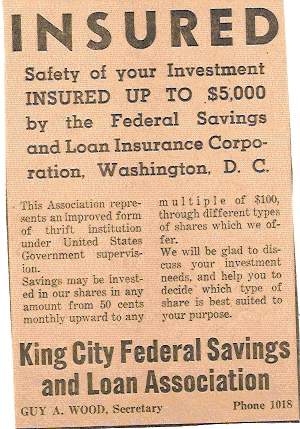 INSURED
Safety of your Investment
INSURED UP TO $5,000
by the Federal Savings
and Loan Insurance Corpo-
ration, Washington, D. C.
This Association repre-
sents an improved form
of thrift institution
under United States
Government supervis-
ion.
Savings may be invest-
ed in our shares in any
amount from 50 cents
monthly upward to any
multiple of $100,
through different types
of shares which we of-
fer.
We will be glad to dis-
cuss your investment
needs, and help you to
decide which type of
share is best suited to
your purpose.
King City Federal Savings
and Loan Association
GUY A. WOOD, Secretary Phone 1018